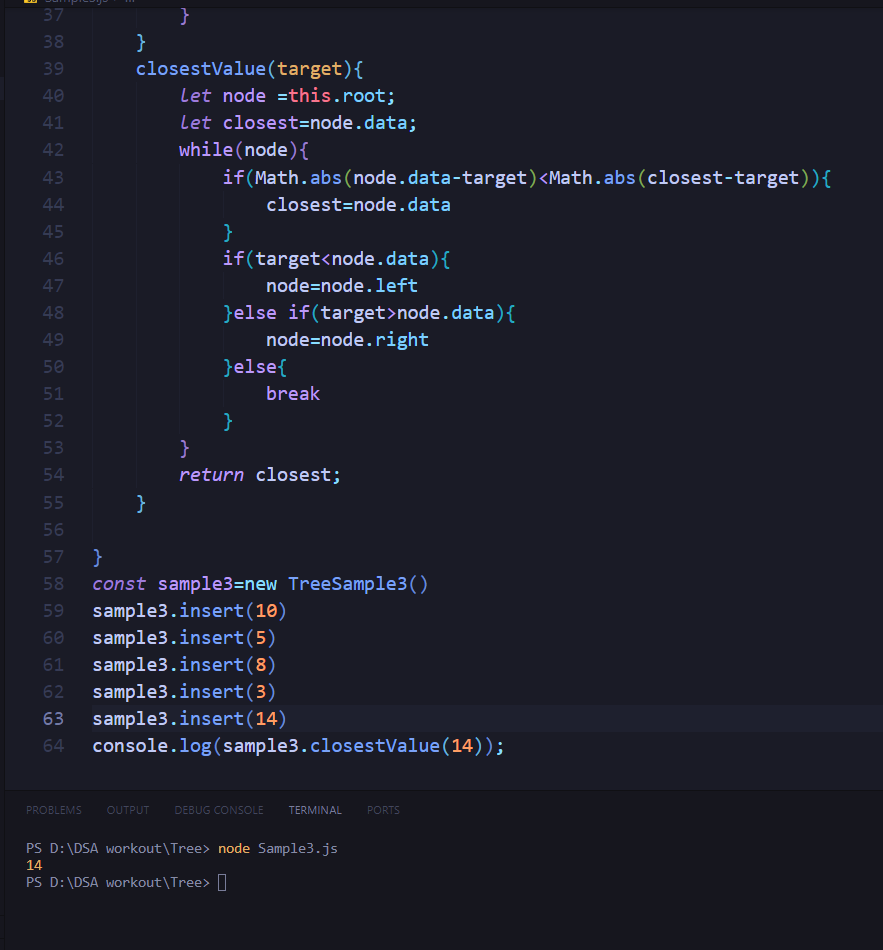 37 }
38 }
39 closestValue(target){
40 let node =this.root;
41 let closest=node.data;
42 while(node){
43 if(Math.abs(node.data-target)<Math.abs(closest-target)){
44 closest=node.data
45 }
46 if(target<node.data){
47 node=node.left
48 }else if(target>node.data){
49 node=node.right
50 }else{
51 break
52 }
53 }
54 return closest;
55 }
56
57 }
58 const sample3=new TreeSample3()
59 sample3.insert(10)
60 sample3.insert(5)
61 sample3.insert(8)
62 sample3.insert(3)
63 sample3.insert(14)
64 console.log(sample3.closestValue(14));
PROBLEMS OUTPUT DEBUG CONSOLE TERMINAL PORTS
PS D:\DSA workout\Tree> node Sample3.js
14
PS D:\DSA workout\Tree>